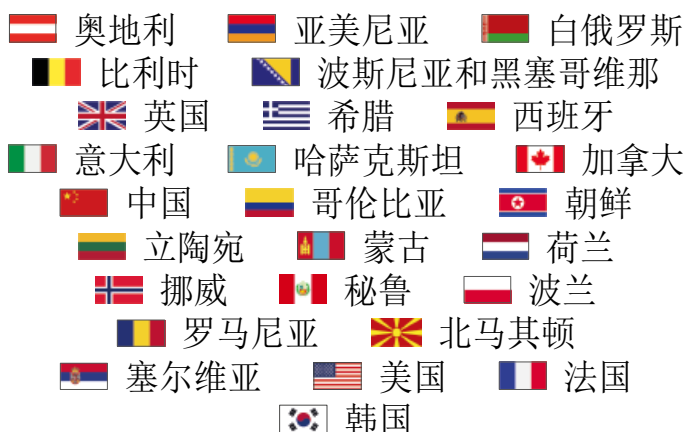 奥地利 亚美尼亚 白俄罗斯
比利时 波斯尼亚和黑塞哥维那
英国 希腊 西班牙
意大利 哈萨克斯坦 加拿大
中国 哥伦比亚 朝鲜
立陶宛 蒙古 荷兰
挪威 秘鲁 波兰
罗马尼亚 北马其顿
塞尔维亚 美国 法国
韩国